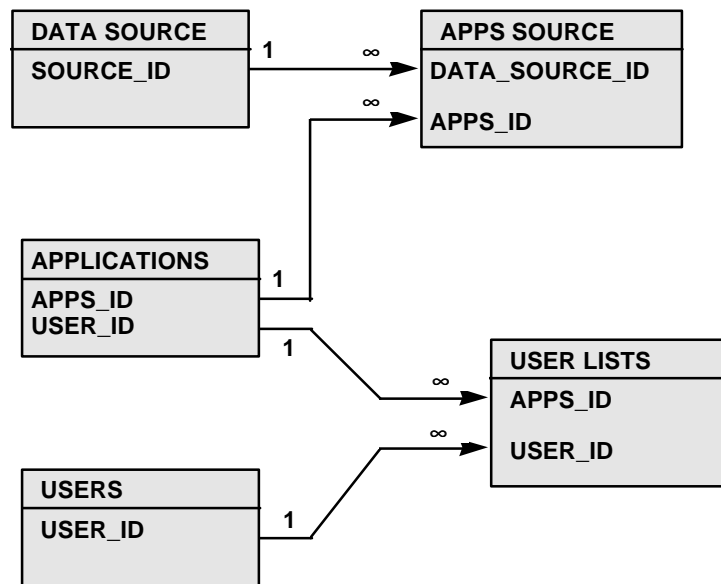 DATA SOURCE
SOURCE_ID
1
∞
APPS SOURCE
DATA_SOURCE_ID
∞
APPS_ID
APPLICATIONS
APPS_ID
USER_ID
1
1
∞
USER LISTS
APPS_ID
∞
USER_ID
USERS
USER_ID
1